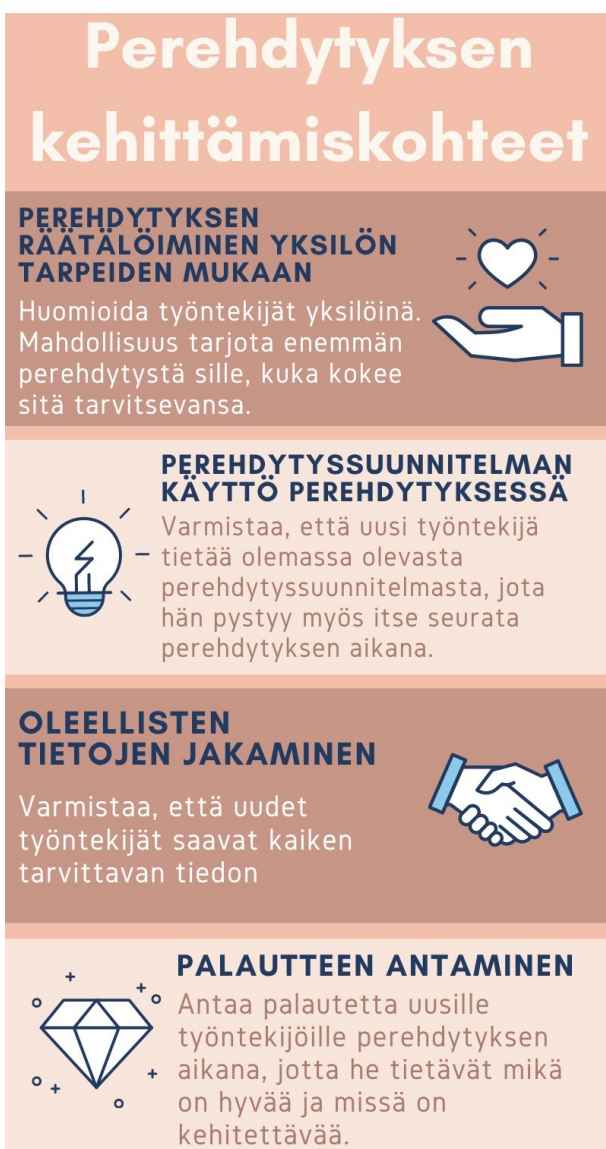 Perehdytyksen
kehittämiskohteet
PEREHDYTYKSEN
RÄÄTÄLÖIMINEN YKSILÖN
TARPEIDEN MUKAAN
Huomioida työntekijät yksilöinä.
Mahdollisuus tarjota enemmän
perehdytystä sille, kuka kokee
sitä tarvitsevansa.
PEREHDYTYSSUUNNITELMAN
KÄYTTÖ PEREHDYTYKSESSÄ
Varmistaa, että uusi työntekijä
tietää olemassa olevasta
perehdytyssuunnitelmasta, jota
hän pystyy myös itse seurata
perehdytyksen aikana.
OLEELLISTEN
TIETOJEN JAKAMINEN
Varmistaa, että uudet
työntekijät saavat kaiken
tarvittavan tiedon
PALAUTTEEN ANTAMINEN
Antaa palautetta uusille
työntekijöille perehdytyksen
aikana, jotta he tietävät mikä
on hyvää ja missä on
kehitettävää.